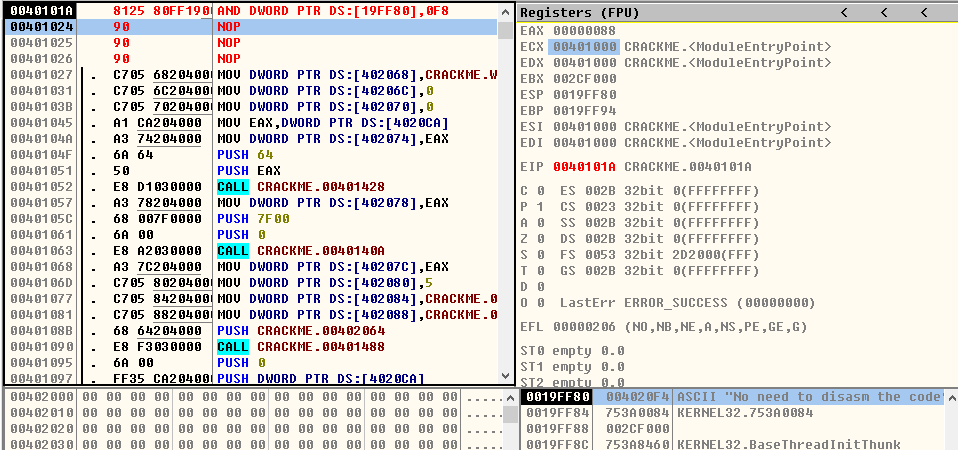 0040101A 8125 80FF190 AND DWORD PTR DS:[19FF80],0F8
00401024 90 NOP
00401025 90 NOP
00401026 90 NOP
00401027 . C705 6820400 MOV DWORD PTR DS:[402068],CRACKME.W
00401031 . C705 6C20400 MOV DWORD PTR DS:[40206C],0
0040103B . C705 7020400 MOV DWORD PTR DS:[402070],0
00401045 . A1 CA204000 MOV EAX,DWORD PTR DS:[4020CA]
0040104A . A3 74204000 MOV DWORD PTR DS:[402074],EAX
0040104F . 6A 64 PUSH 64
00401051 . 50 PUSH EAX
00401052 . E8 D1030000 CALL CRACKME.00401428
00401057 . A3 78204000 MOV DWORD PTR DS:[402078],EAX
0040105C . 68 007F0000 PUSH 7F00
00401061 . 6A 00 PUSH 0
00401063 . E8 A2030000 CALL CRACKME.0040140A
00401068 . A3 7C204000 MOV DWORD PTR DS:[40207C],EAX
0040106D . C705 8020400 MOV DWORD PTR DS:[402080],5
00401077 . C705 8420400 MOV DWORD PTR DS:[402084],CRACKME.0
00401081 . C705 8820400 MOV DWORD PTR DS:[402088],CRACKME.0
0040108B . 68 64204000 PUSH CRACKME.00402064
00401090 . E8 F3030000 CALL CRACKME.00401488
00401095 . 6A 00 PUSH 0
00401097 . FF35 CA20400 PUSH DWORD PTR DS:[4020CA]
Registers (FPU) < < <
EAX 00000088
ECX 00401000 CRACKME.<ModuleEntryPoint>
EDX 00401000 CRACKME.<ModuleEntryPoint>
EBX 002CF000
ESP 0019FF80
EBP 0019FF94
ESI 00401000 CRACKME.<ModuleEntryPoint>
EDI 00401000 CRACKME.<ModuleEntryPoint>
EIP 0040101A CRACKME.0040101A
C 0 ES 002B 32bit 0(FFFFFFFF)
P 1 CS 0023 32bit 0(FFFFFFFF)
A 0 SS 002B 32bit 0(FFFFFFFF)
Z 0 DS 002B 32bit 0(FFFFFFFF)
S 0 FS 0053 32bit 2D2000(FFF)
T 0 GS 002B 32bit 0(FFFFFFFF)
D 0
O 0 LastErr ERROR_SUCCESS (00000000)
EFL 00000206 (NO,NB,NE,A,NS,PE,GE,G)
ST0 empty 0.0
ST1 empty 0.0
ST2 empty 0.0
00402000 00 00 00 00 00 00 00 00 00 00 00 00 00 00 .....
00402010 00 00 00 00 00 00 00 00 00 00 00 00 00 00 .....
00402020 00 00 00 00 00 00 00 00 00 00 00 00 00 00 .....
00402030 00 00 00 00 00 00 00 00 00 00 00 00 00 00 .....
0019FF80 004020F4 ASCII "No need to disasm the code
0019FF84 753A0084 KERNEL32.753A0084
0019FF88 002CF000
0019FF8C 753A8460 KERNEL32.BaseThreadInitThunk